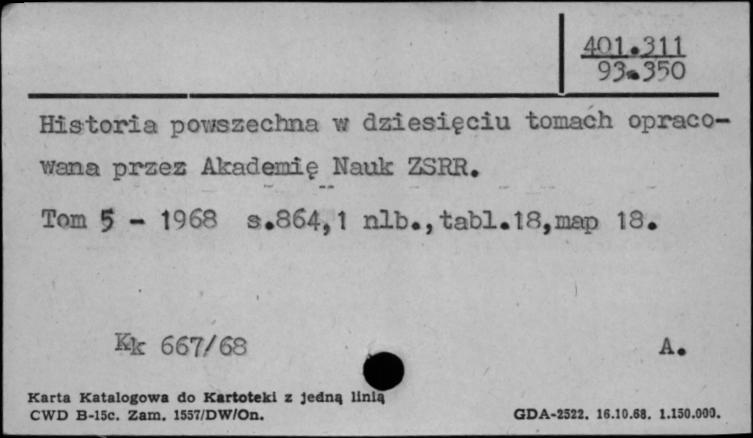 401.311
93.350
Historia powszechna w dziesięciu tomach opraco-
wana przez Akademię Nauk ZSRR.
Tom 5 - 1968 s.864,1 nlb.,tabl.18,map 18.
Kk 667/68 A.
Karta Katalogowa do Kartoteki z jedną linią
CWD B-15c. Zam. 1557/DW/On. GDA-2522. 16.10.68. 1.150.000.